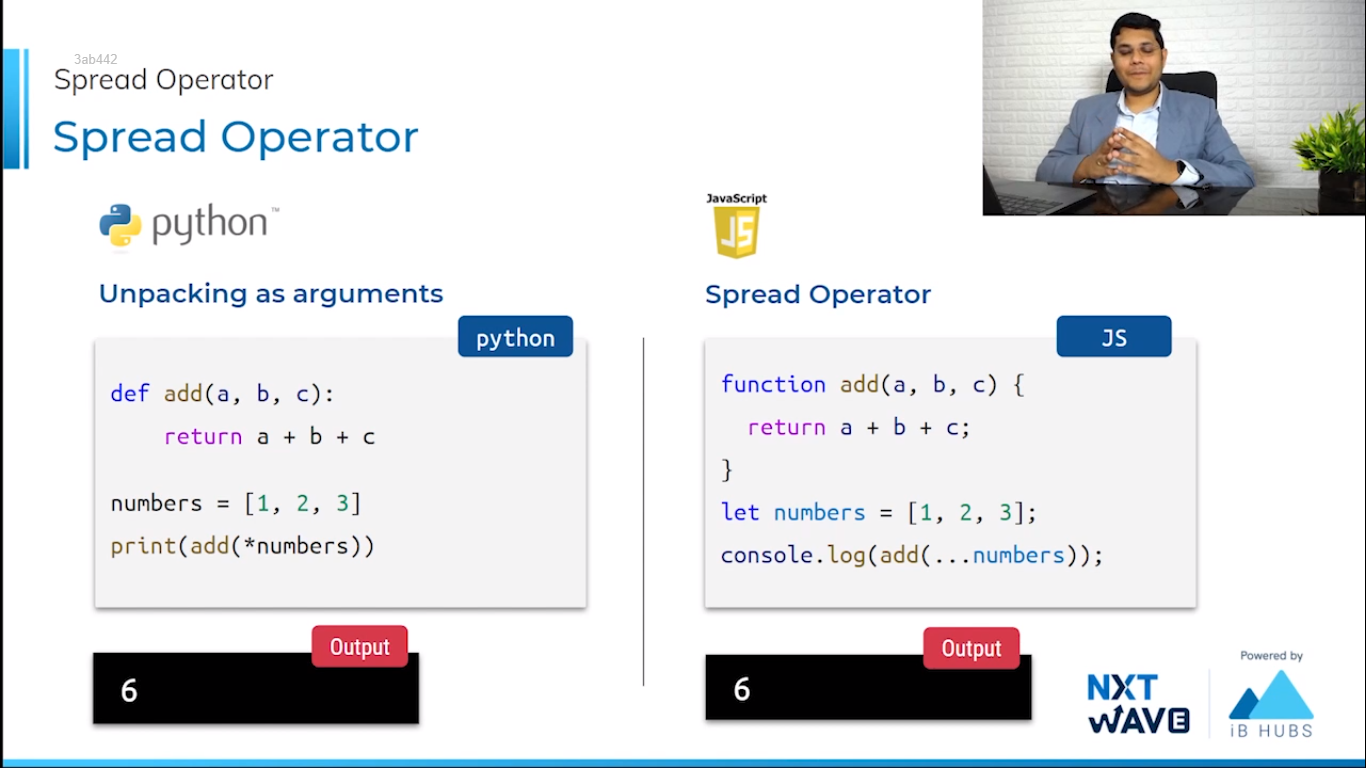 3ab442
Spread Operator
Spread Operator
python™
Unpacking as arguments
python
def add(a, b, c):
    return a + b + c
numbers = [1, 2, 3]
print(add(*numbers))
Output
6
JavaScript
JS
Spread Operator
JS
function add(a, b, c) {
  return a + b + c;
}
let numbers = [1, 2, 3];
console.log(add(...numbers));
Output
6
NXT
WAVE
Powered by
iB HUBS